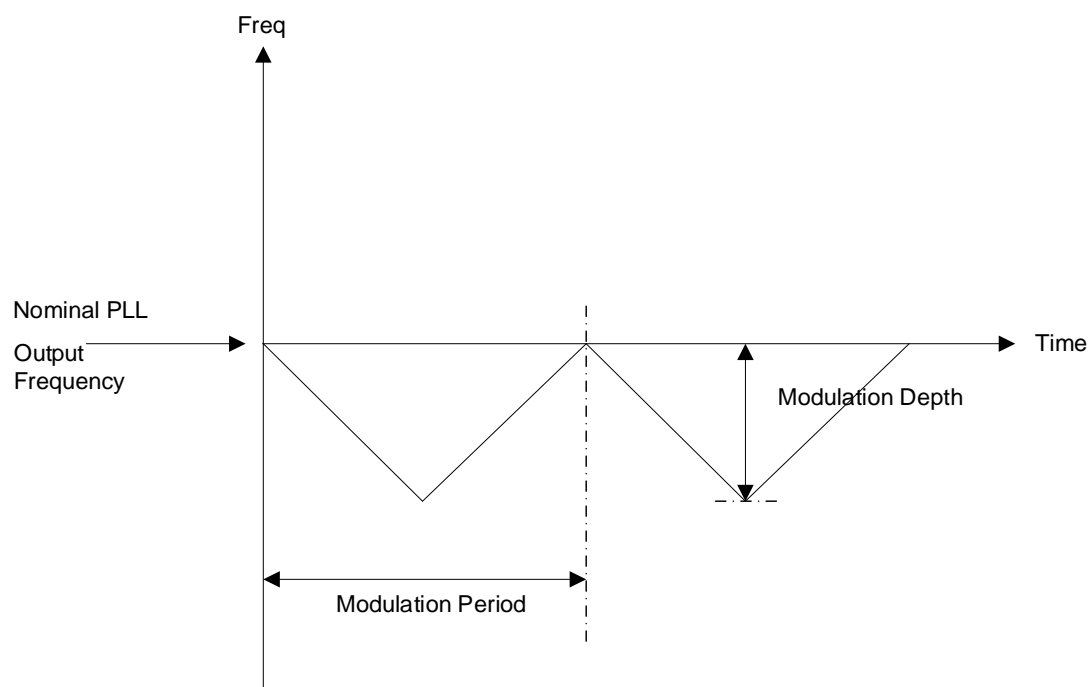 Freq
Nominal PLL
Output
Frequency
Time
Modulation Depth
Modulation Period